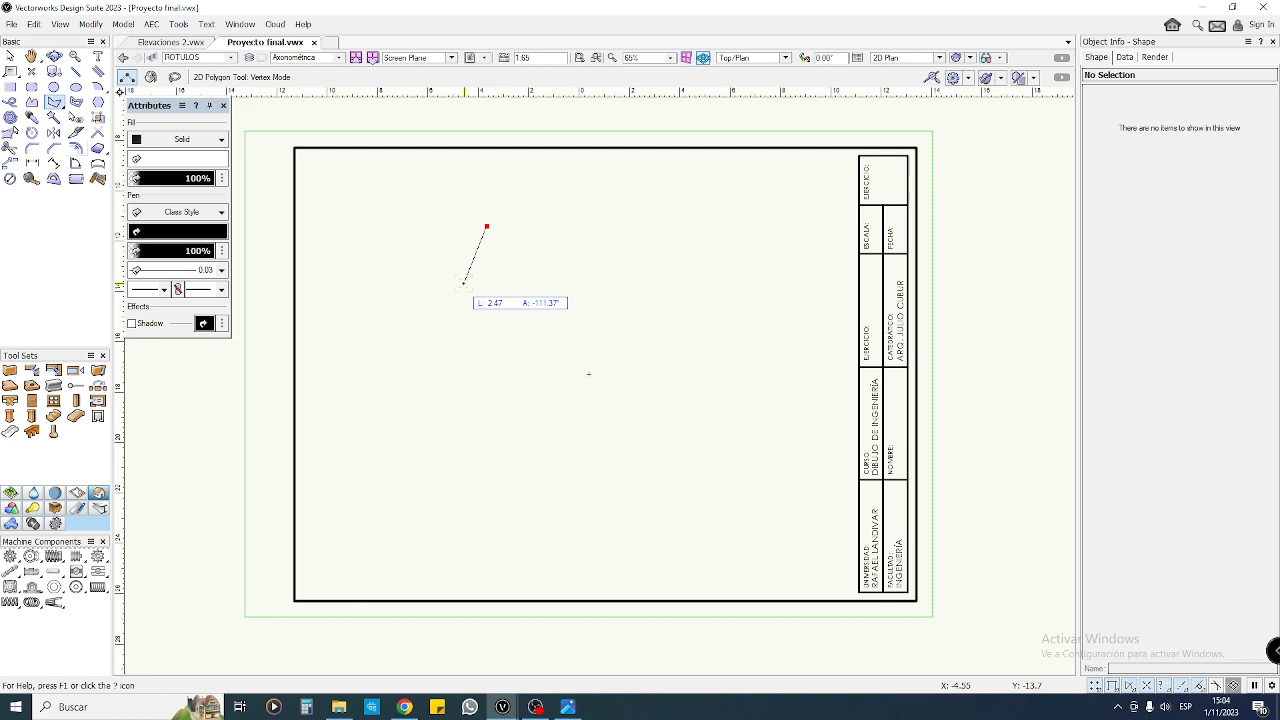 Vectorworks Design Suite 2023 - [Proyecto final.vwx]
File Edit View Modify Model AEC Tools Text Window Cloud Help
Sign In
Basic
Elevaciones 2.vwx
Proyecto final.vwx
Object Info - Shape
ROTULOS
Axonométrica
Screen Plane
1:65
65%
Top/Plan
0.00°
2D Plan
Shape Data Render
2D Polygon Tool: Vertex Mode
No Selection
There are no items to show in this view
Attributes
Fill
Solid
100%
Pen
Class Style
100%
0.03
Effects
Shadow
L: 2.47 A: -111.37°
EJERCICIO:
ESCALA:
FECHA:
EJERCICIO:
CATEDRÁTICO:
ARQ. JULIO CUBUR
CURSO:
DIBUJO DE INGENIERÍA
NOMBRE:
UNIVERSIDAD:
RAFAEL LANDIVAR
FACULTAD:
INGENIERÍA
Tool Sets
Machine Components
Activar Windows
Ve a Configuración para activar Windows.
Name:
For Help, press F1 or click the ? icon
X: -4.55
Y: -13.7
Buscar
ESP
15:04
1/11/2023